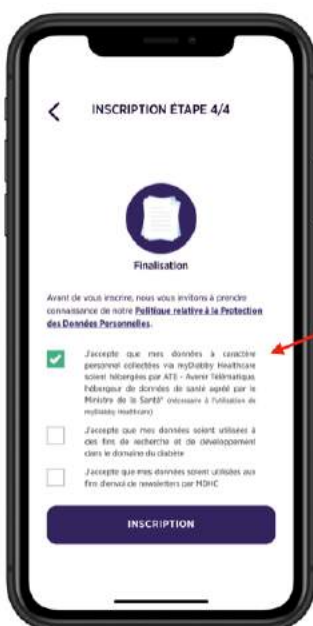 INSCRIPTION ÉTAPE 4/4
Finalisation
Avant de vous inscrire, nous vous invitons à prendre
connaissance de notre Politique relative à la Protection
des Données Personnelles.
J'accepte que mes données à caractère
personnel collectées via myDiabby Healthcare
soient hébergées par ATE - Avenir Télématique,
hébergeur de données de santé agréé par le
Ministre de la Santé* (nécessaire à l'utilisation de
myDiabby Healthcare)
J'accepte que mes données soient utilisées à
des fins de recherche et de développement
dans le domaine du diabète
J'accepte que mes données soient utilisées aux
fins d'envoi de newsletters par MDHC
INSCRIPTION